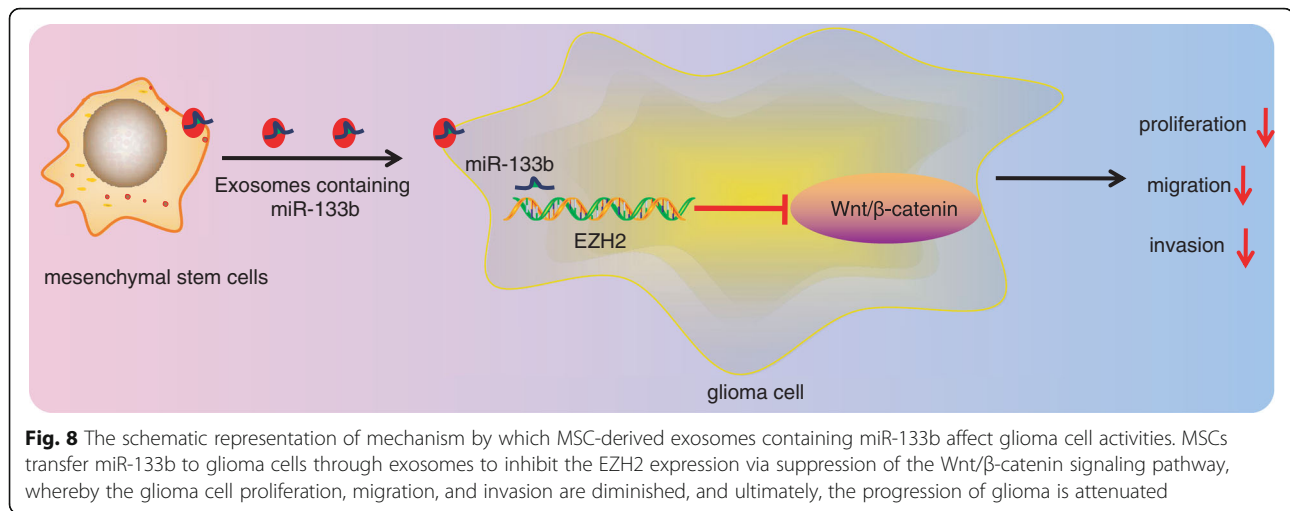 proliferation
miR-133b
migration
Exosomes containing
miR-133b
Wnt/β-catenin
EZH2
invasion
mesenchymal stem cells
glioma cell
Fig. 8 The schematic representation of mechanism by which MSC-derived exosomes containing miR-133b affect glioma cell activities. MSCs
transfer miR-133b to glioma cells through exosomes to inhibit the EZH2 expression via suppression of the Wnt/β-catenin signaling pathway,
whereby the glioma cell proliferation, migration, and invasion are diminished, and ultimately, the progression of glioma is attenuated